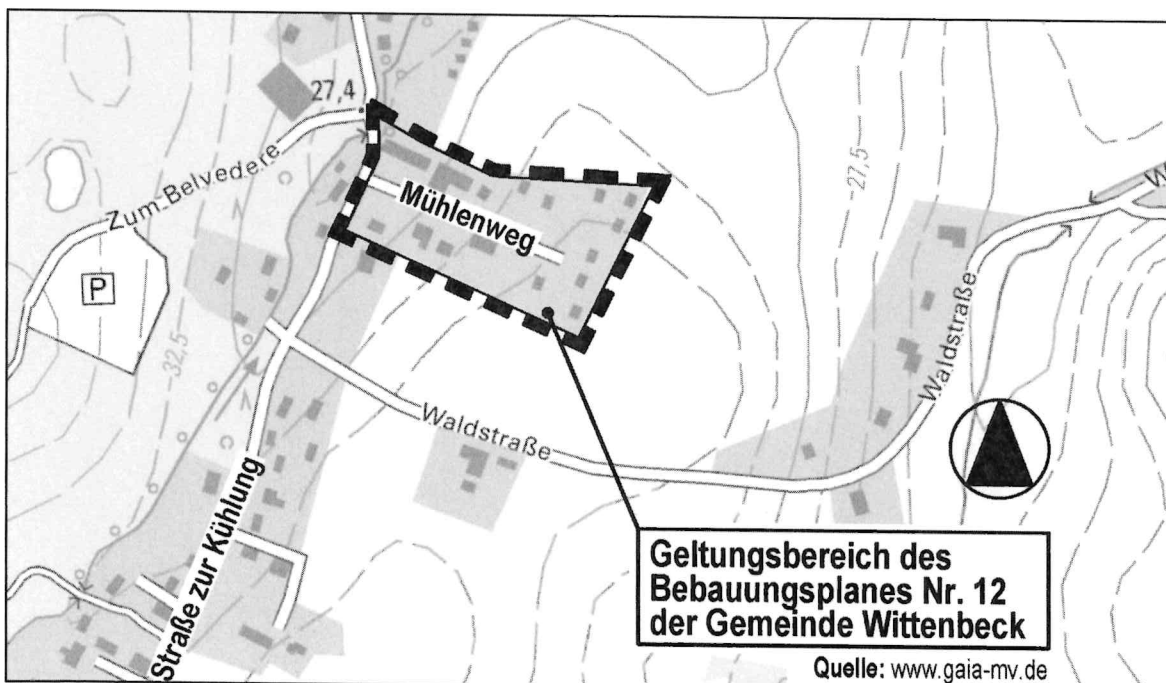 27,4
Zum Belvedere
Mühlenweg
27,5
W
P
32,5
Waldstraße
Waldstraße
Straße zur Kühlung
Geltungsbereich des
Bebauungsplanes Nr. 12
der Gemeinde Wittenbeck
Quelle: www.gaia-mv.de